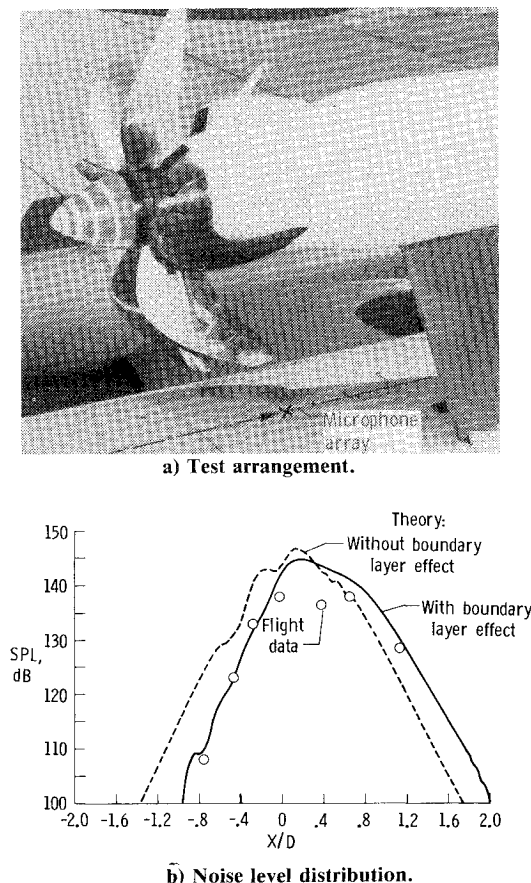 Microphone
array
a) Test arrangement.
150
140
130
120
110
100
SPL,
dB
Theory:
Without boundary
layer effect
With boundary
layer effect
Flight
data
-2.0 -1.6 -1.2 -.8 -.4 0 .4 .8 1.2 1.6 2.0
X/D
b) Noise level distribution.